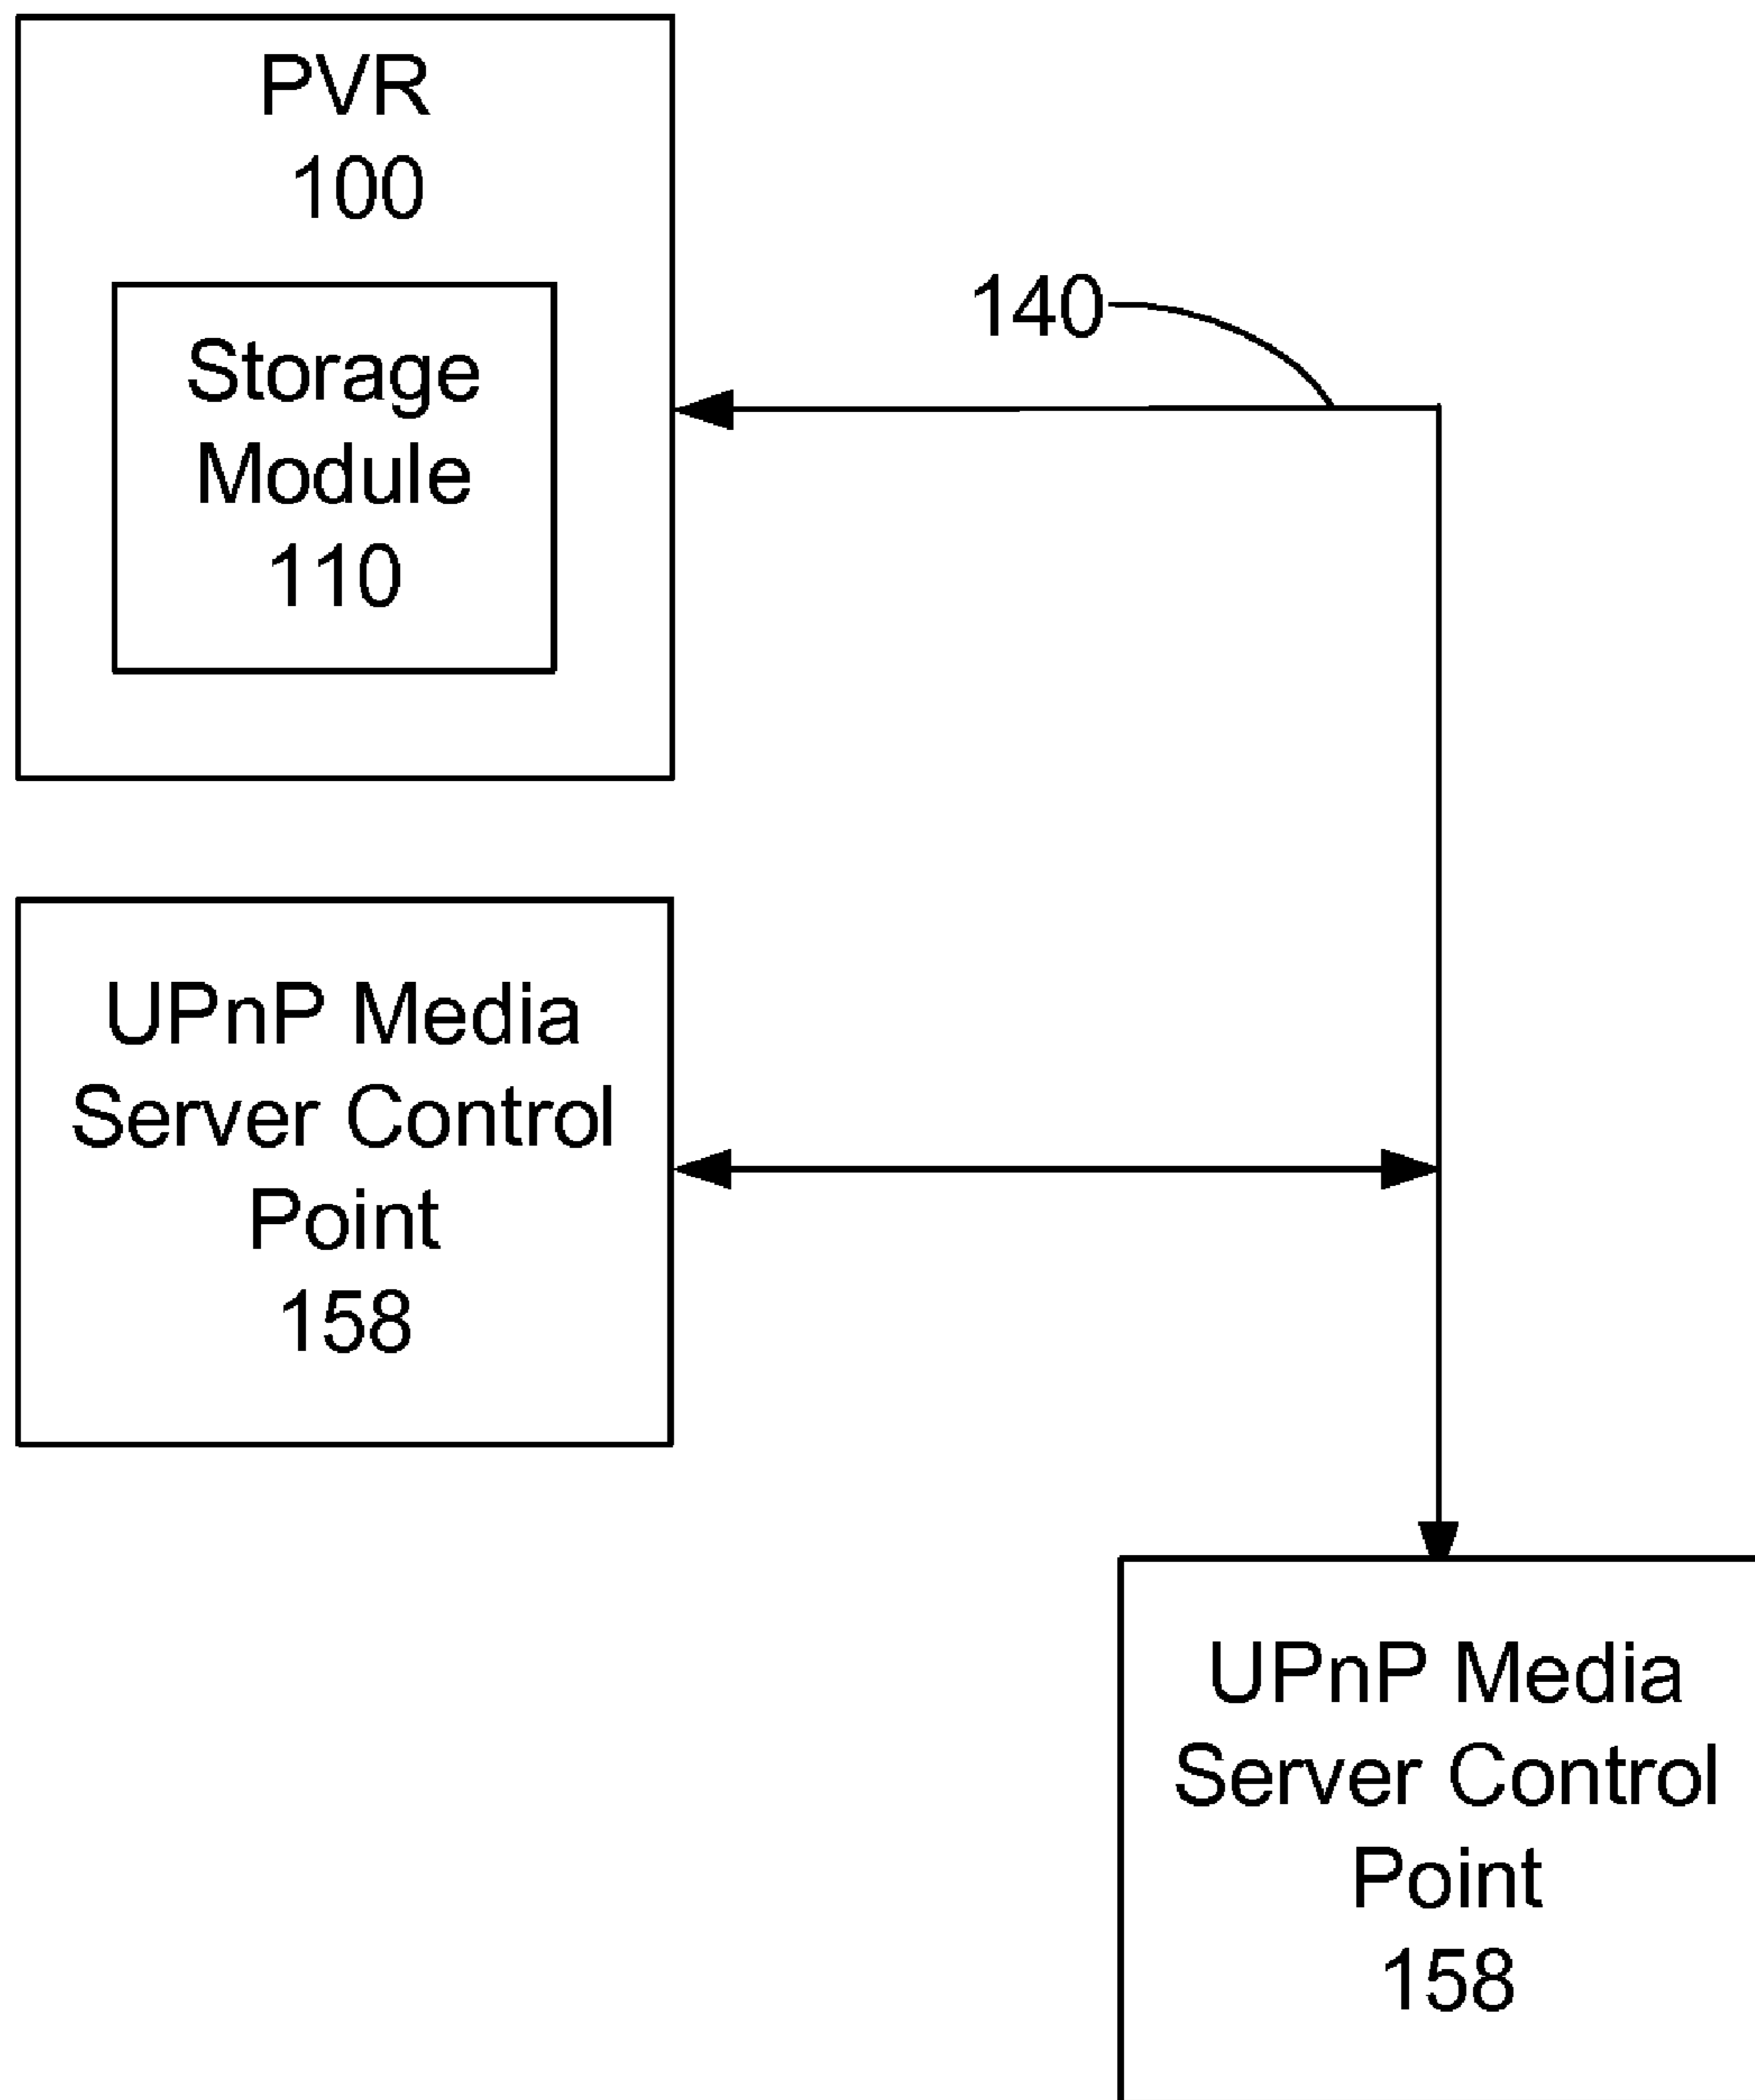 PVR
100
Storage
Module
110
140
UPnP Media
Server Control
Point
158
UPnP Media
Server Control
Point
158